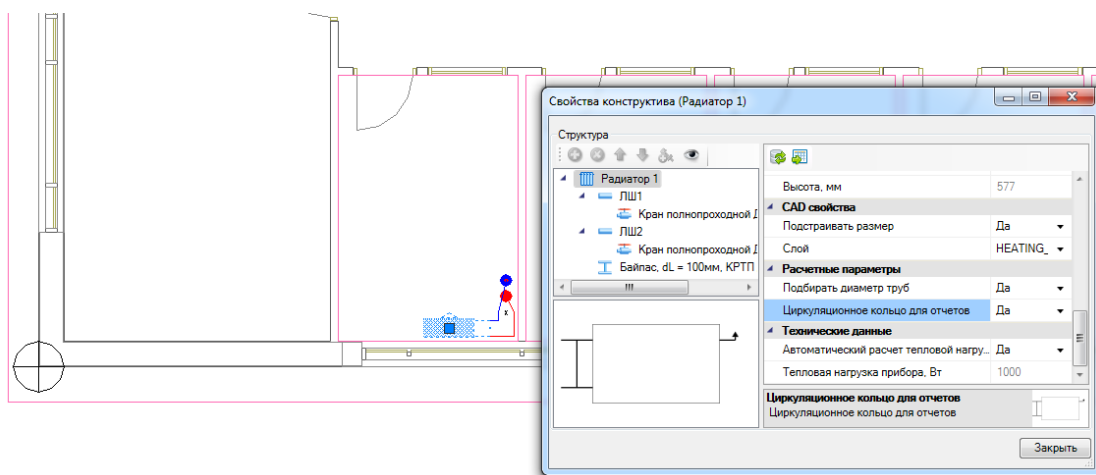 Свойства конструктива (Радиатор 1)
Структура
Радиатор 1
ЛШ1
Кран полнопроходной Д
ЛШ2
Кран полнопроходной Д
Байпас, dL = 100мм, КРТП
Высота, мм 577
CAD свойства
Подстраивать размер Да
Слой HEATING_
Расчетные параметры
Подбирать диаметр труб Да
Циркуляционное кольцо для отчетов Да
Технические данные
Автоматический расчет тепловой нагру... Да
Тепловая нагрузка прибора, Вт 1000
Циркуляционное кольцо для отчетов
Циркуляционное кольцо для отчетов
Закрыть
x